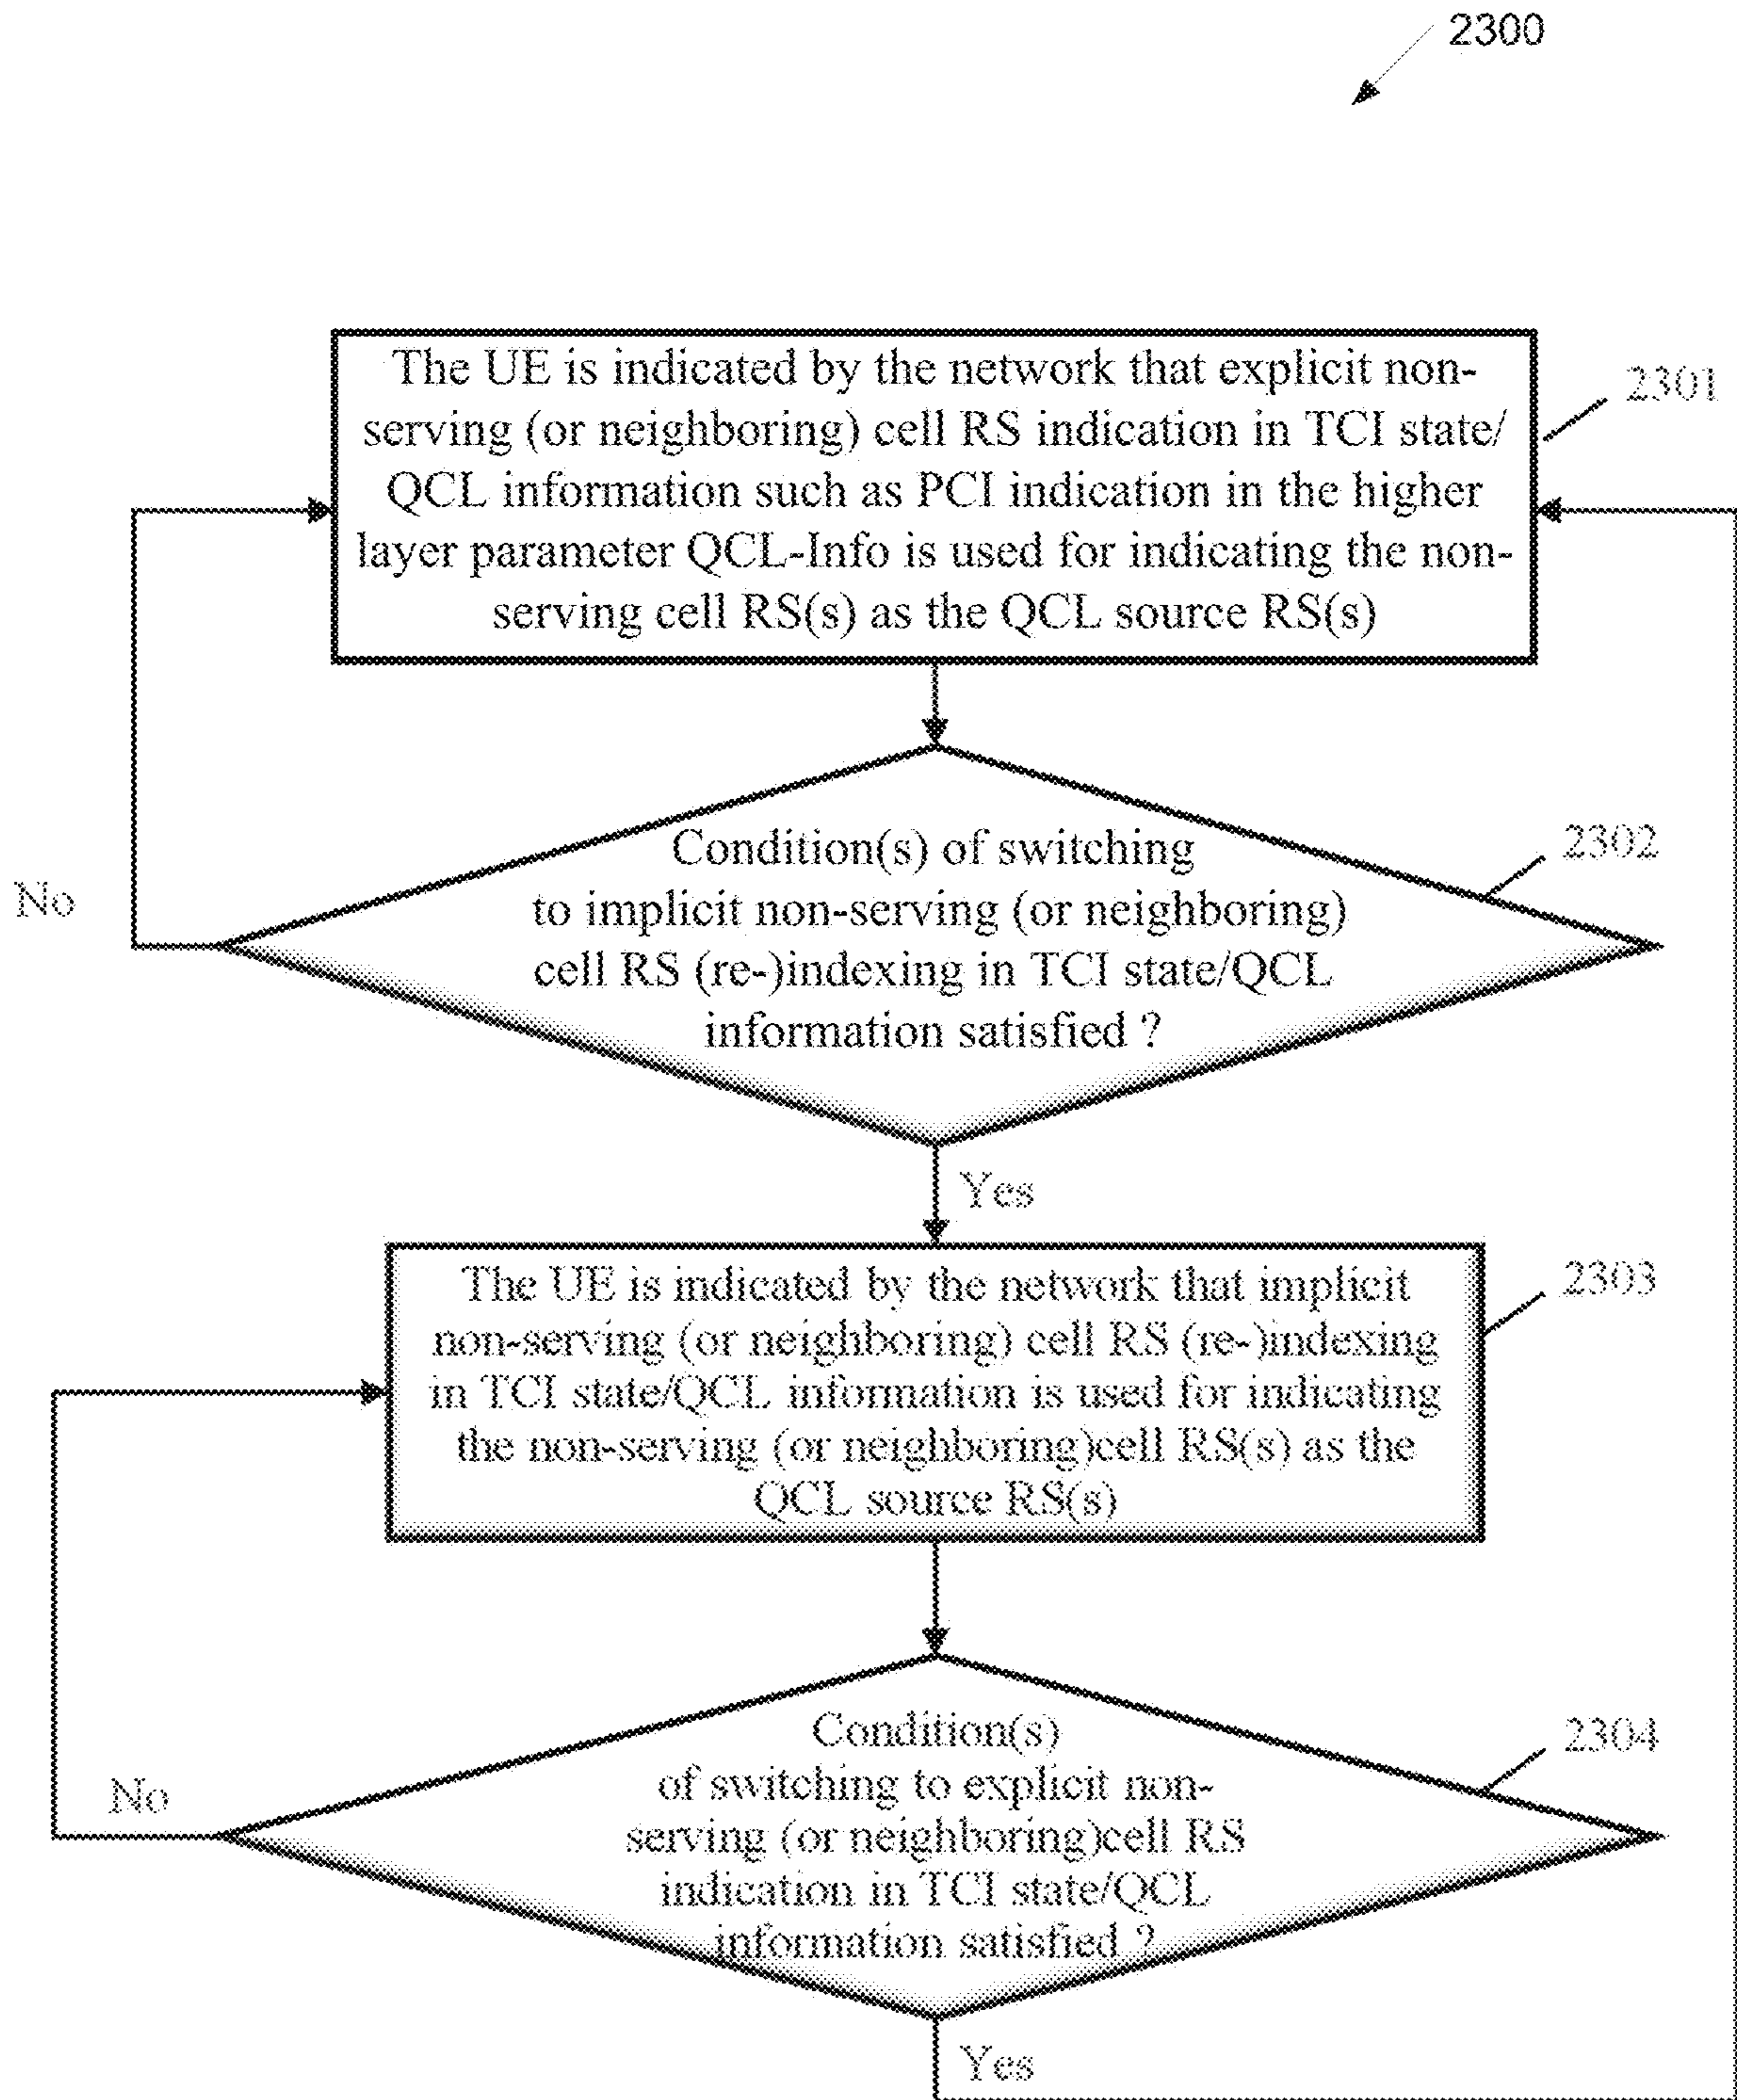 2300
The UE is indicated by the network that explicit non-
serving (or neighboring) cell RS indication in TCI state/
QCL information such as PCI indication in the higher
layer parameter QCL-Info is used for indicating the non-
serving cell RS(s) as the QCL source RS(s)
2301
Condition(s) of switching
to implicit non-serving (or neighboring)
cell RS (re-)indexing in TCI state/QCL
information satisfied ?
2302
No
Yes
The UE is indicated by the network that implicit
non-serving (or neighboring) cell RS (re-)indexing
in TCI state/QCL information is used for indicating
the non-serving (or neighboring)cell RS(s) as the
QCL source RS(s)
2303
Condition(s)
of switching to explicit non-
serving (or neighboring)cell RS
indication in TCI state/QCL
information satisfied ?
2304
No
Yes